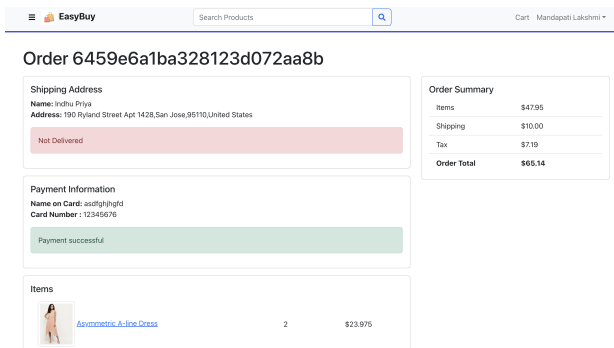 EasyBuy
Search Products
Cart Mandapati Lakshmi
Order 6459e6a1ba328123d072aa8b
Shipping Address
Name: Indhu Priya
Address: 190 Ryland Street Apt 1428,San Jose,95110,United States
Not Delivered
Payment Information
Name on Card: asdfghjhgfd
Card Number : 12345676
Payment successful
Items
Asymmetric A-line Dress 2 $23.975
Order Summary
Items $47.95
Shipping $10.00
Tax $7.19
Order Total $65.14